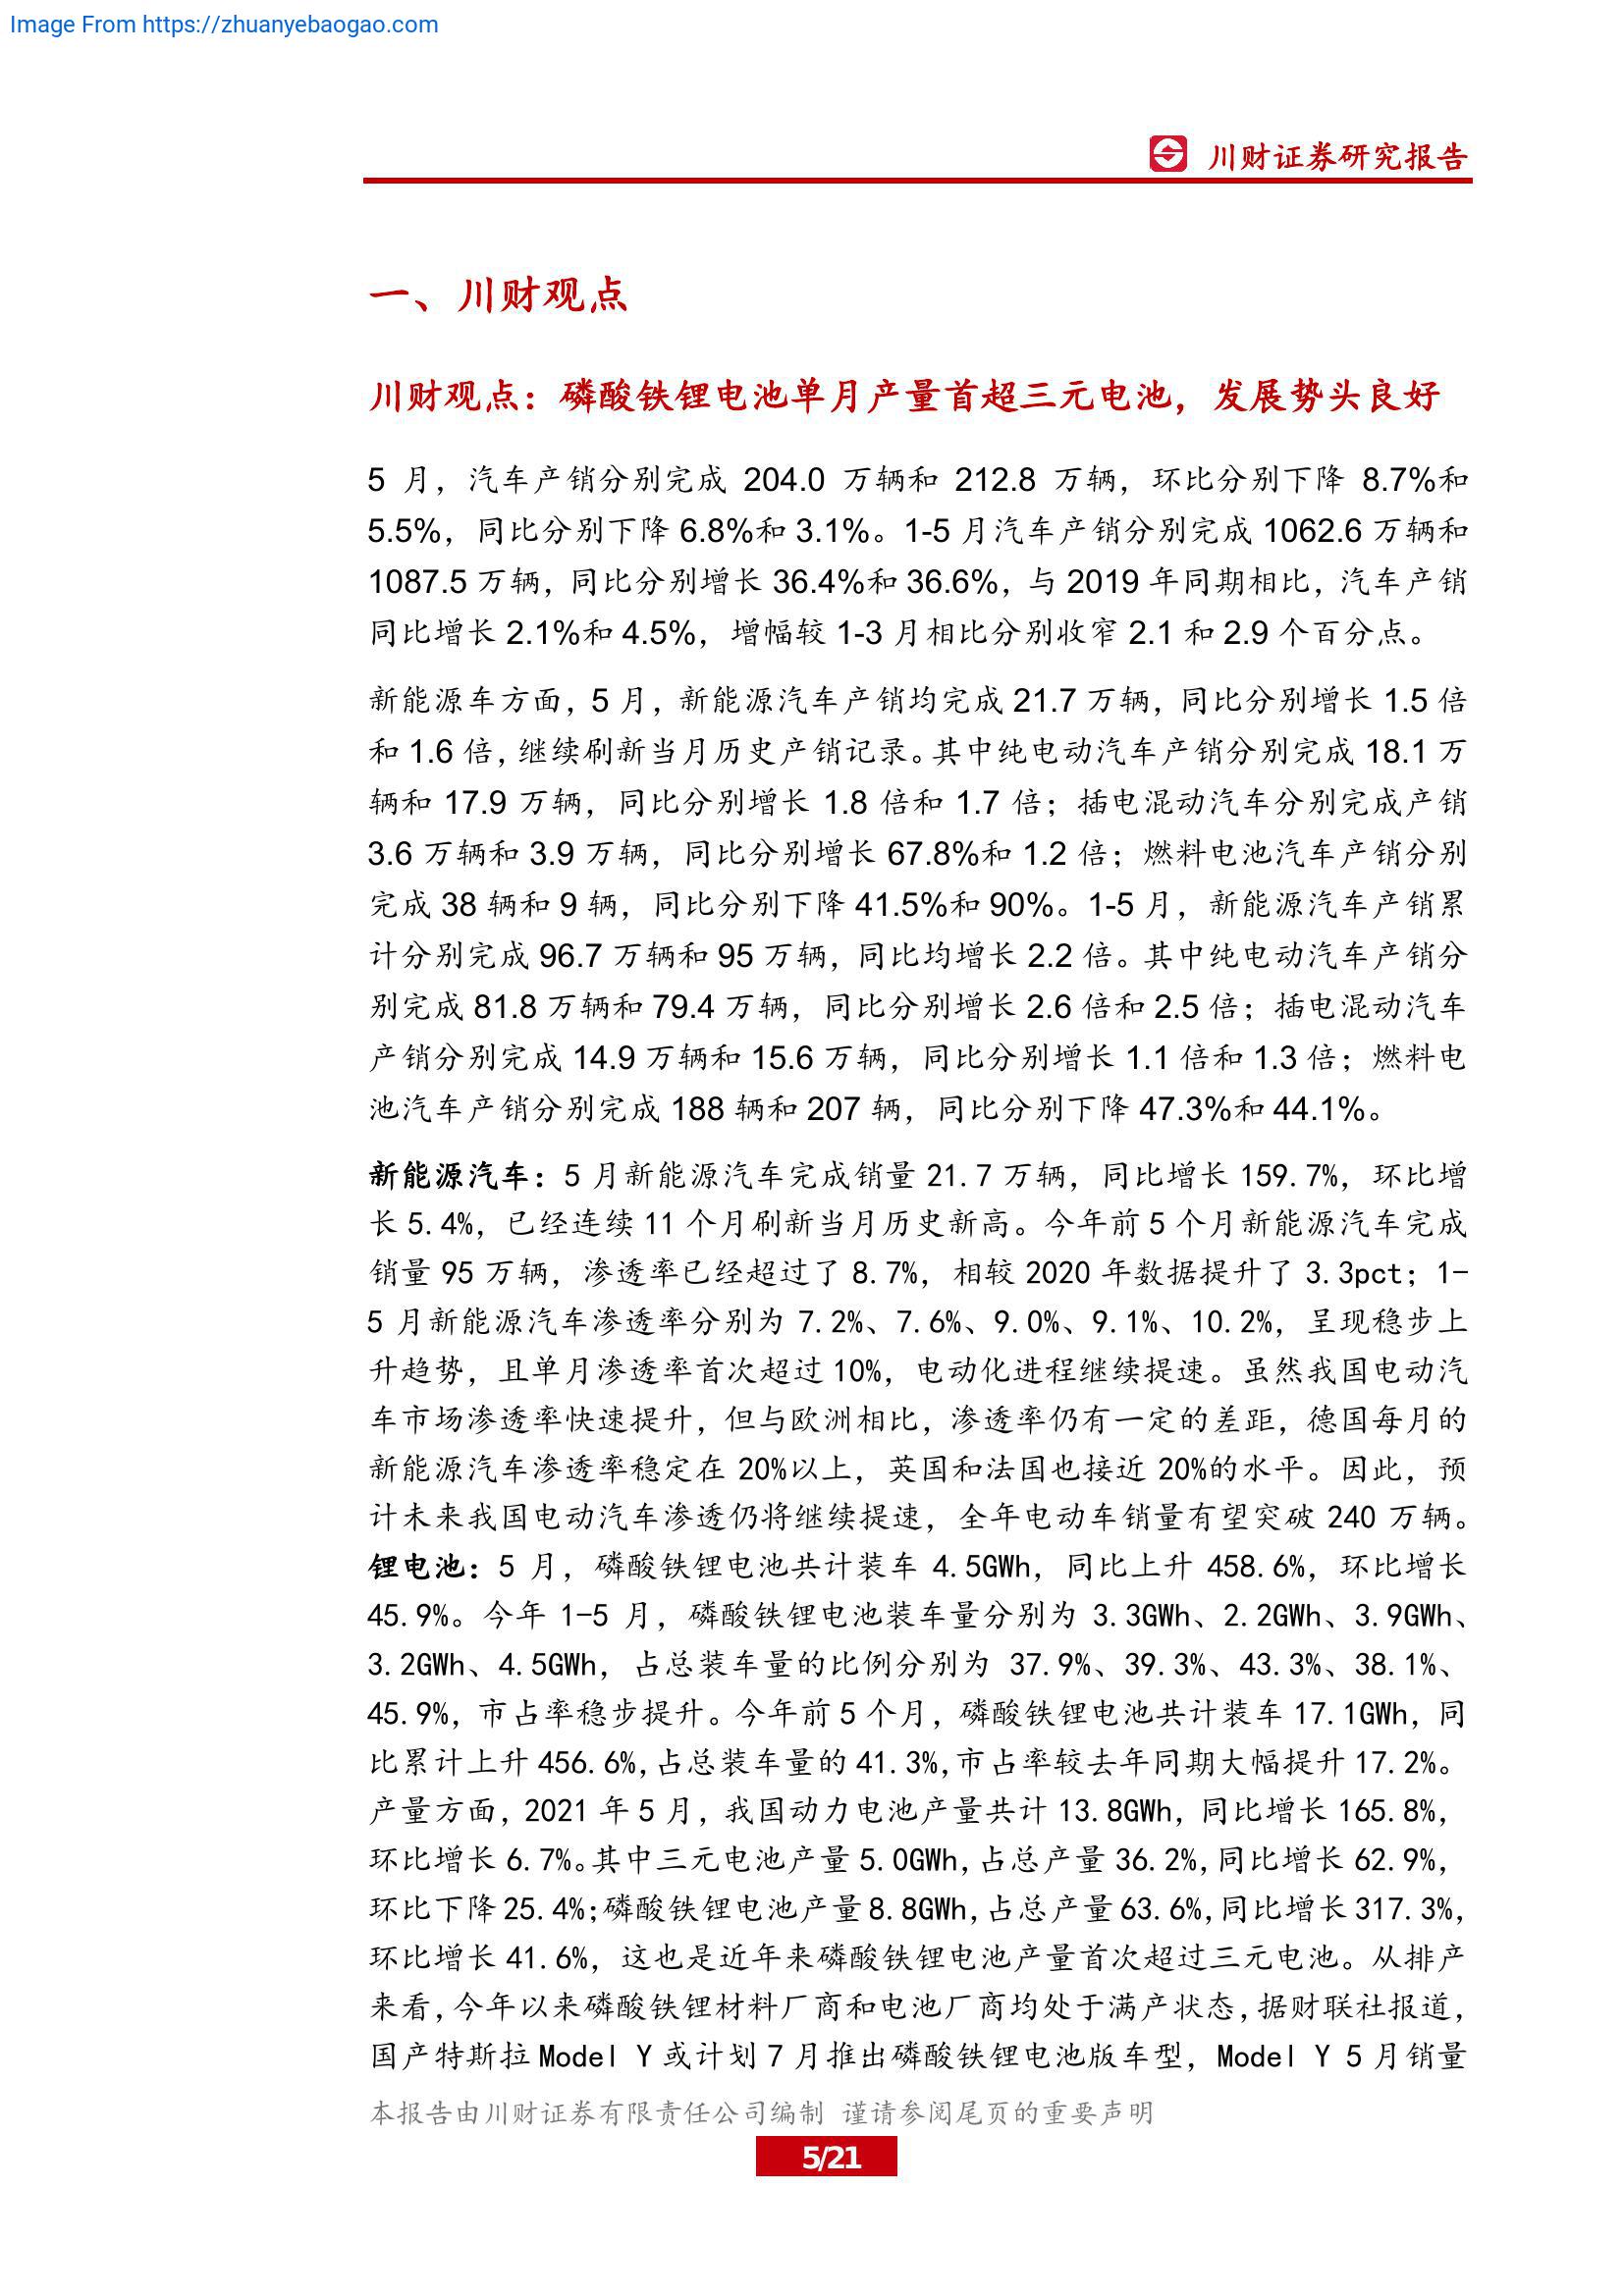 Image From https://zhuanyebaogao.com
川财证券研究报告
一、川财观点
川财观点：磷酸铁锂电池单月产量首超三元电池，发展势头良好
5 月，汽车产销分别完成 204.0 万辆和 212.8 万辆，环比分别下降 8.7%和
5.5%，同比分别下降 6.8%和 3.1%。1-5 月汽车产销分别完成 1062.6 万辆和
1087.5 万辆，同比分别增长 36.4%和 36.6%，与 2019 年同期相比，汽车产销
同比增长 2.1%和 4.5%，增幅较 1-3 月相比分别收窄 2.1 和 2.9 个百分点。
新能源车方面，5 月，新能源汽车产销均完成 21.7 万辆，同比分别增长 1.5 倍
和 1.6 倍，继续刷新当月历史产销记录。其中纯电动汽车产销分别完成 18.1 万
辆和 17.9 万辆，同比分别增长 1.8 倍和 1.7 倍；插电混动汽车分别完成产销
3.6 万辆和 3.9 万辆，同比分别增长 67.8%和 1.2 倍；燃料电池汽车产销分别
完成 38 辆和 9 辆，同比分别下降 41.5%和 90%。1-5 月，新能源汽车产销累
计分别完成 96.7 万辆和 95 万辆，同比均增长 2.2 倍。其中纯电动汽车产销分
别完成 81.8 万辆和 79.4 万辆，同比分别增长 2.6 倍和 2.5 倍；插电混动汽车
产销分别完成 14.9 万辆和 15.6 万辆，同比分别增长 1.1 倍和 1.3 倍；燃料电
池汽车产销分别完成 188 辆和 207 辆，同比分别下降 47.3%和 44.1%。
新能源汽车：5 月新能源汽车完成销量 21.7 万辆，同比增长 159.7%，环比增
长 5.4%，已经连续 11 个月刷新当月历史新高。今年前 5 个月新能源汽车完成
销量 95 万辆，渗透率已经超过了 8.7%，相较 2020 年数据提升了 3.3pct；1-
5 月新能源汽车渗透率分别为 7.2%、7.6%、9.0%、9.1%、10.2%，呈现稳步上
升趋势，且单月渗透率首次超过 10%，电动化进程继续提速。虽然我国电动汽
车市场渗透率快速提升，但与欧洲相比，渗透率仍有一定的差距，德国每月的
新能源汽车渗透率稳定在 20%以上，英国和法国也接近 20%的水平。因此，预
计未来我国电动汽车渗透仍将继续提速，全年电动车销量有望突破 240 万辆。
锂电池：5 月，磷酸铁锂电池共计装车 4.5GWh，同比上升 458.6%，环比增长
45.9%。今年 1-5 月，磷酸铁锂电池装车量分别为 3.3GWh、2.2GWh、3.9GWh、
3.2GWh、4.5GWh，占总装车量的比例分别为 37.9%、39.3%、43.3%、38.1%、
45.9%，市占率稳步提升。今年前 5 个月，磷酸铁锂电池共计装车 17.1GWh，同
比累计上升 456.6%，占总装车量的 41.3%，市占率较去年同期大幅提升 17.2%。
产量方面，2021 年 5 月，我国动力电池产量共计 13.8GWh，同比增长 165.8%，
环比增长 6.7%。其中三元电池产量 5.0GWh，占总产量 36.2%，同比增长 62.9%，
环比下降 25.4%；磷酸铁锂电池产量 8.8GWh，占总产量 63.6%，同比增长 317.3%，
环比增长 41.6%，这也是近年来磷酸铁锂电池产量首次超过三元电池。从排产
来看，今年以来磷酸铁锂材料厂商和电池厂商均处于满产状态，据财联社报道，
国产特斯拉 Model Y 或计划 7 月推出磷酸铁锂电池版车型，Model Y 5 月销量
本报告由川财证券有限责任公司编制 谨请参阅尾页的重要声明
5/21